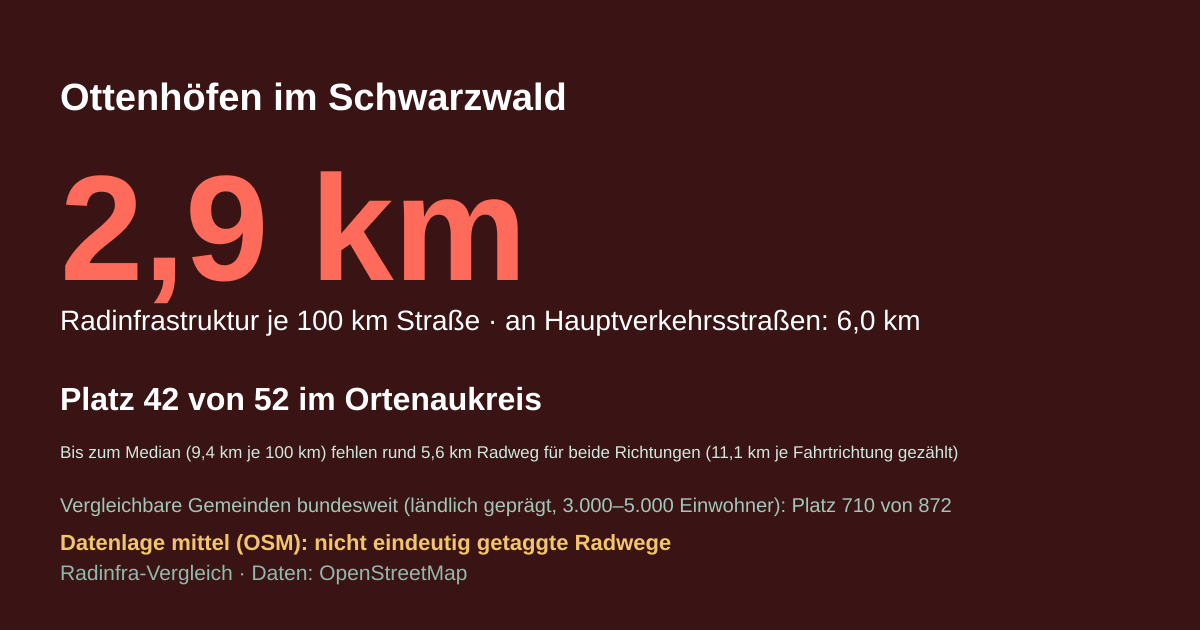 Ottenhöfen im Schwarzwald
2,9 km
Radinfrastruktur je 100 km Straße · an Hauptverkehrsstraßen: 6,0 km
Platz 42 von 52 im Ortenaukreis
Bis zum Median (9,4 km je 100 km) fehlen rund 5,6 km Radweg für beide Richtungen (11,1 km je Fahrtrichtung gezählt)
Vergleichbare Gemeinden bundesweit (ländlich geprägt, 3.000–5.000 Einwohner): Platz 710 von 872
Datenlage mittel (OSM): nicht eindeutig getaggte Radwege
Radinfra-Vergleich · Daten: OpenStreetMap